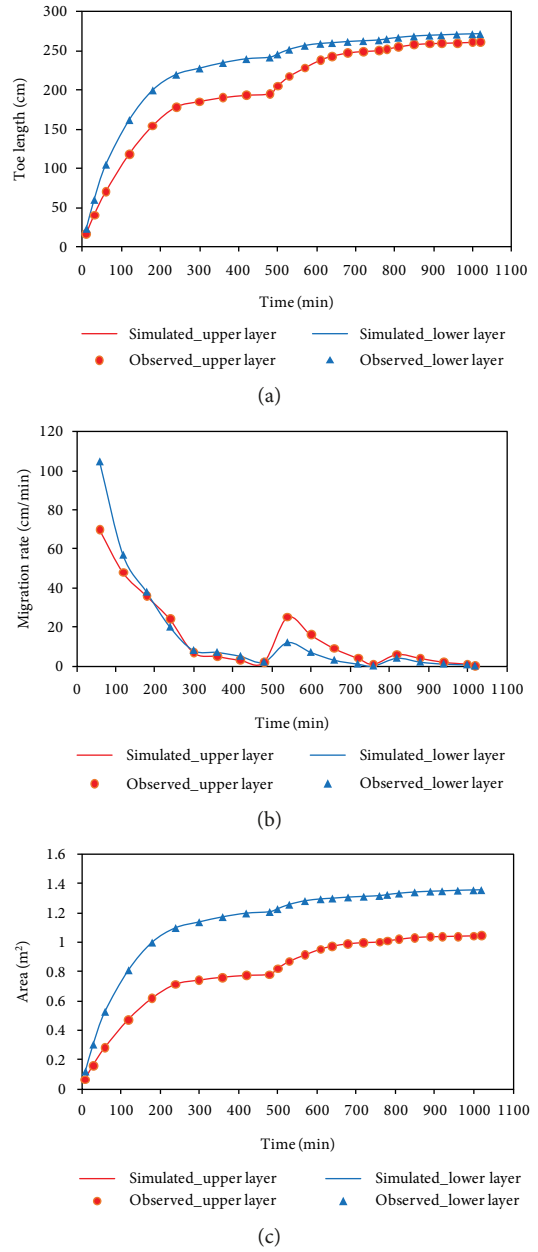 300
250
200
150
100
50
0
Toe length (cm)
0 100 200 300 400 500 600 700 800 900 1000 1100
Time (min)
Simulated_upper layer Simulated_lower layer
Observed_upper layer Observed_lower layer
(a)
120
100
80
60
40
20
0
Migration rate (cm/min)
0 100 200 300 400 500 600 700 800 900 1000 1100
Time (min)
Simulated_upper layer Simulated_lower layer
Observed_upper layer Observed_lower layer
(b)
1.6
1.4
1.2
1
0.8
0.6
0.4
0.2
0
Area (m²)
0 100 200 300 400 500 600 700 800 900 1000 1100
Time (min)
Simulated_upper layer Simulated_lower layer
Observed_upper layer Observed_lower layer
(c)